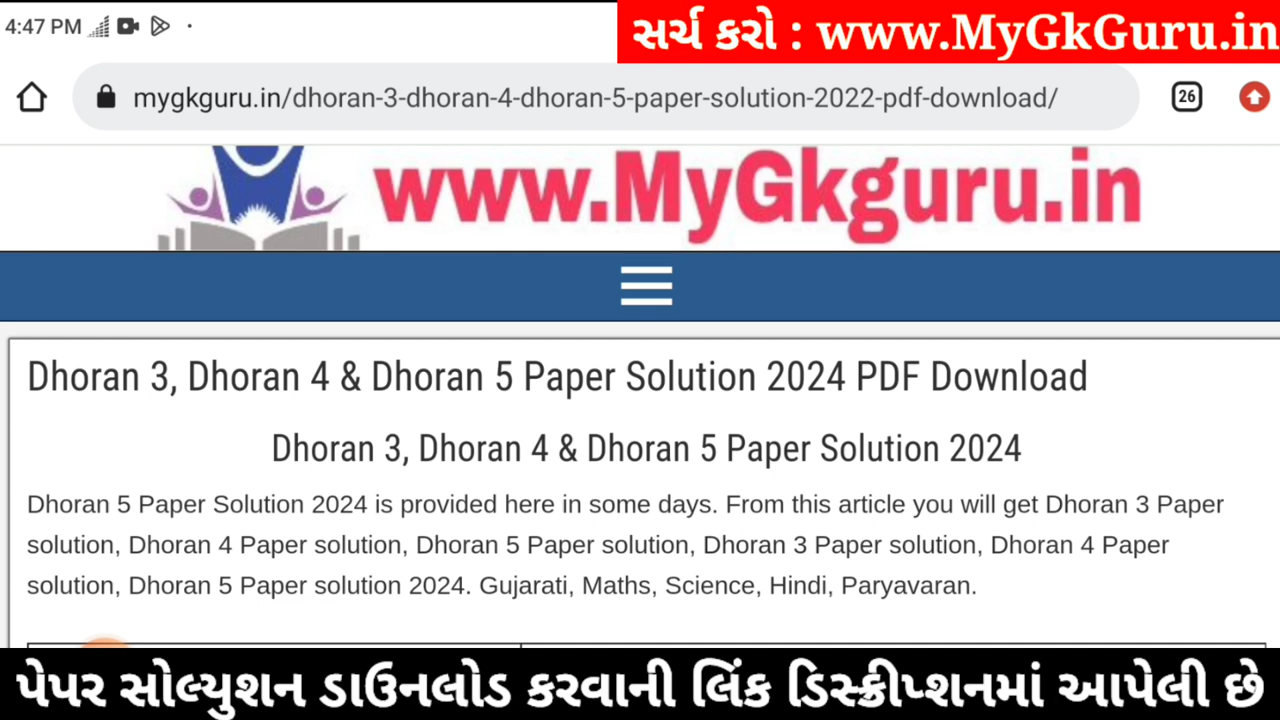 4:47 PM
સર્ચ કરો : www.MyGkGuru.in
mygkguru.in/dhoran-3-dhoran-4-dhoran-5-paper-solution-2022-pdf-download/
26
www.MyGkguru.in
Dhoran 3, Dhoran 4 & Dhoran 5 Paper Solution 2024 PDF Download
Dhoran 3, Dhoran 4 & Dhoran 5 Paper Solution 2024
Dhoran 5 Paper Solution 2024 is provided here in some days. From this article you will get Dhoran 3 Paper
solution, Dhoran 4 Paper solution, Dhoran 5 Paper solution, Dhoran 3 Paper solution, Dhoran 4 Paper
solution, Dhoran 5 Paper solution 2024. Gujarati, Maths, Science, Hindi, Paryavaran.
પેપર સોલ્યુશન ડાઉનલોડ કરવાની લિંક ડિસ્ક્રીપ્શનમાં આપેલી છે